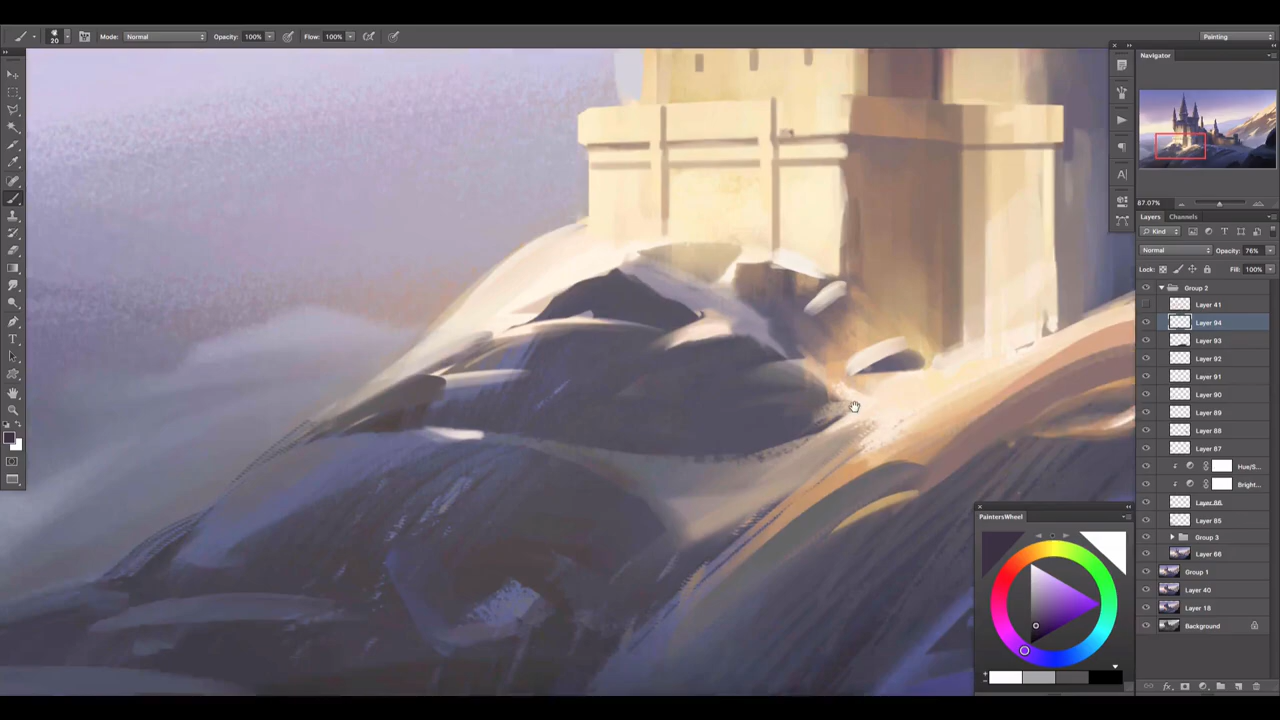 20 Mode: Normal Opacity: 100% Flow: 100% Painting
Navigator
87.07%
Layers Channels
Kind
Normal Opacity: 76%
Lock: Fill: 100%
Group 2
Layer 41
Layer 94
Layer 93
Layer 92
Layer 91
Layer 90
Layer 89
Layer 88
Layer 87
Hue/S...
Bright...
Layer 86
Layer 85
Group 3
Layer 66
Group 1
Layer 40
Layer 18
Background
PaintersWheel